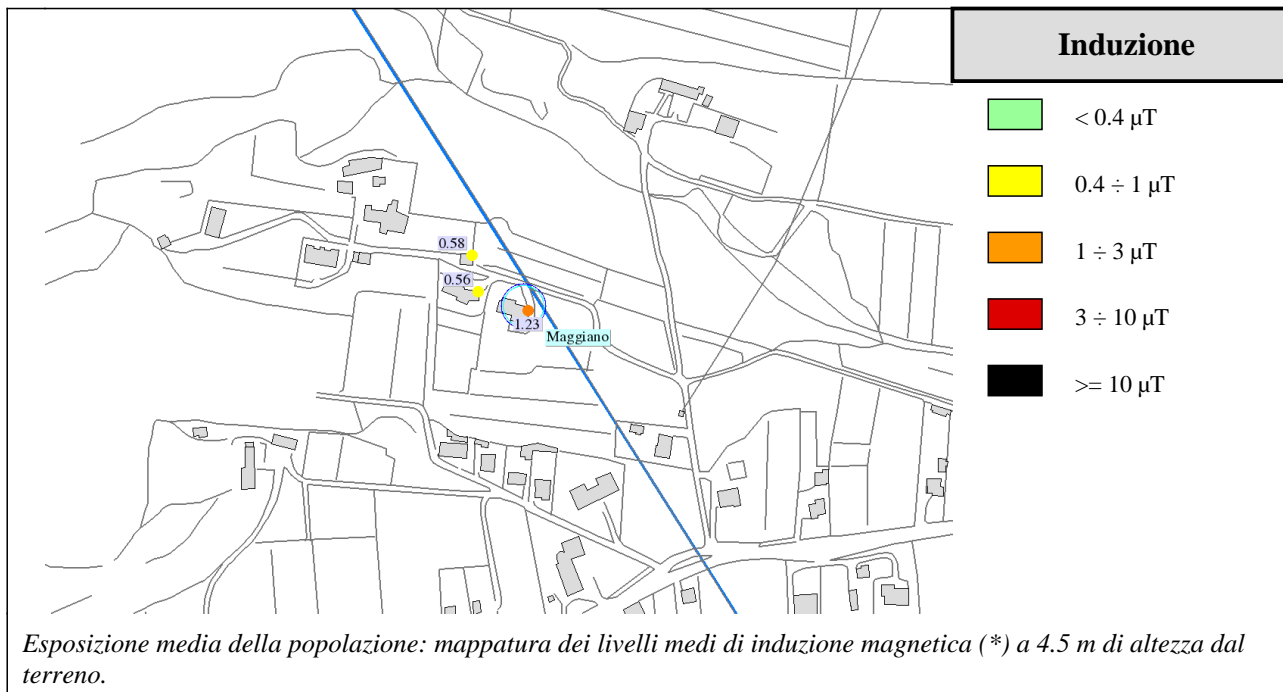 Induzione
< 0.4 µT
0.4 ÷ 1 µT
1 ÷ 3 µT
3 ÷ 10 µT
>= 10 µT
0.58
0.56
1.23
Maggiano
Esposizione media della popolazione: mappatura dei livelli medi di induzione magnetica (*) a 4.5 m di altezza dal
terreno.